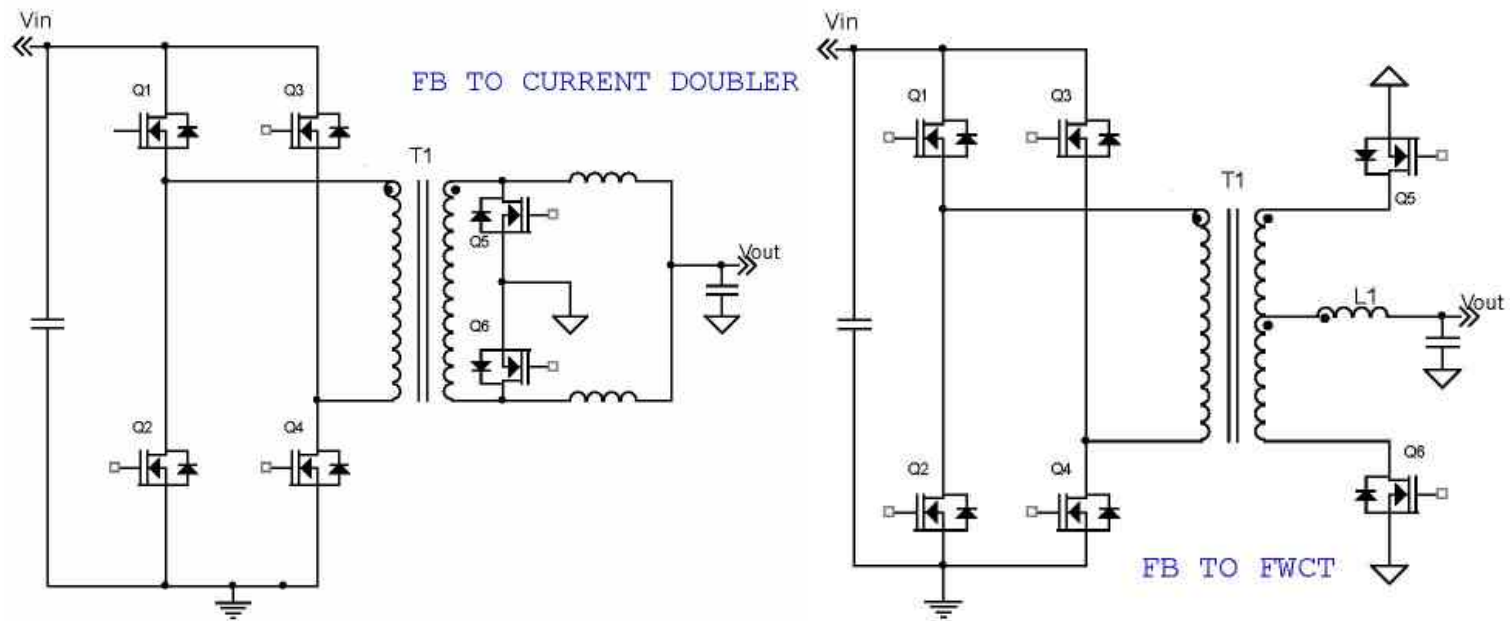 Vin
Q1
Q3
FB TO CURRENT DOUBLER
T1
Q5
Vout
Q6
Q2
Q4
Vin
Q1
Q3
T1
Q5
L1
Vout
Q2
Q4
Q6
FB TO FWCT